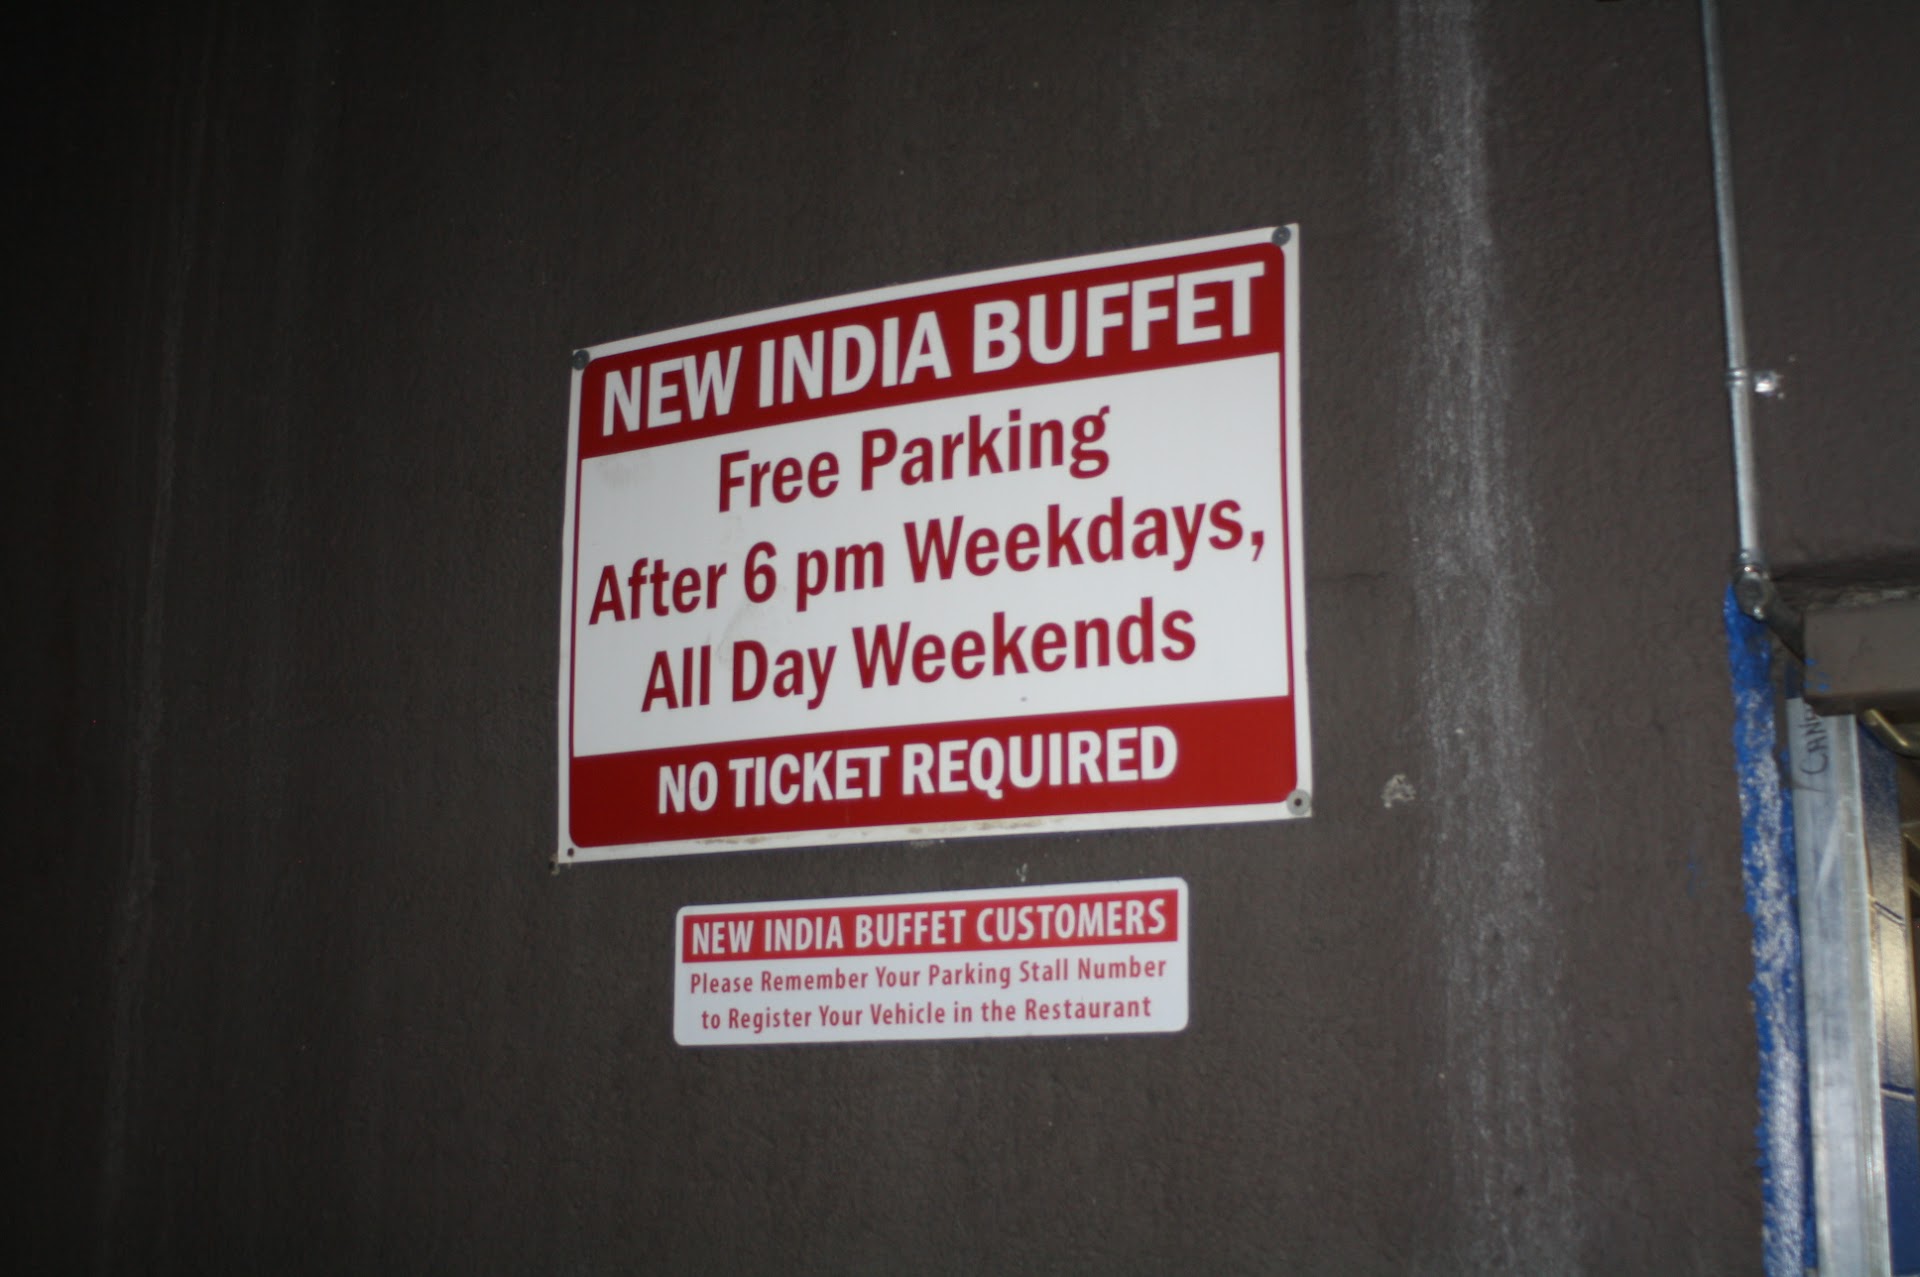 NEW INDIA BUFFET
Free Parking
After 6 pm Weekdays,
All Day Weekends
NO TICKET REQUIRED
NEW INDIA BUFFET CUSTOMERS
Please Remember Your Parking Stall Number
to Register Your Vehicle in the Restaurant